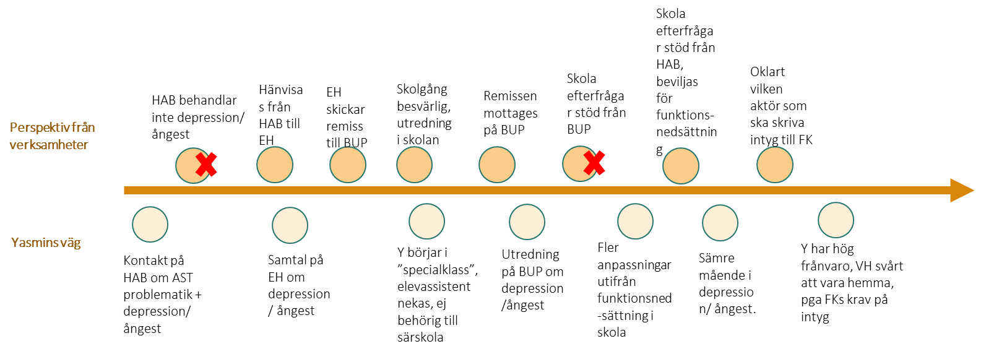 Perspektiv från
verksamheter
HAB behandlar
inte depression/
ångest
Hänvisa
s från
HAB till
EH
EH
skickar
remiss
till BUP
Skolgång
besvärlig,
utredning
i skolan
Remissen
mottages
på BUP
Skola
efterfråga
r stöd från
BUP
Skola
efterfråga
r stöd från
HAB,
beviljas
för
funktions-
nedsättnin
g
Oklart
vilken
aktör som
ska skriva
intyg till FK
Yasmins väg
Kontakt på
HAB om AST
problematik +
depression/
ångest
Samtal på
EH om
depression
/ ångest
Y börjar i
”specialklass”,
elevassistent
nekas, ej
behörig till
särskola
Utredning
på BUP om
depression
/ångest
Fler
anpassningar
utifrån
funktionsned
-sättning i
skola
Sämre
mående i
depressio
n/ ångest.
Y har hög
frånvaro, VH svårt
att vara hemma,
pga FKs krav på
intyg